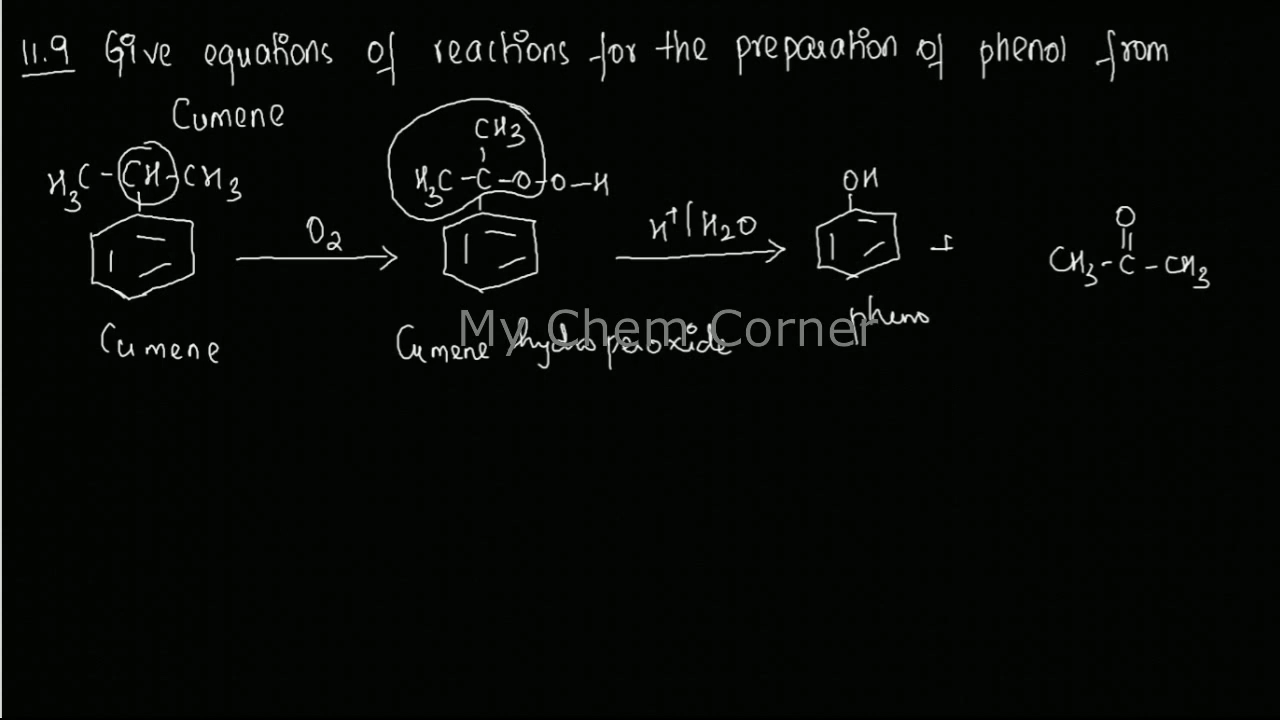 11.9 Give equations of reactions for the preparation of phenol from
Cumene
CH3
H3C-CH-CH3
H3C-C-O-O-H
OH
O2
H+/H2O
+
O
CH3-C-CH3
Cumene
Cumene hydroperoxide
pheno
My Chem Corner